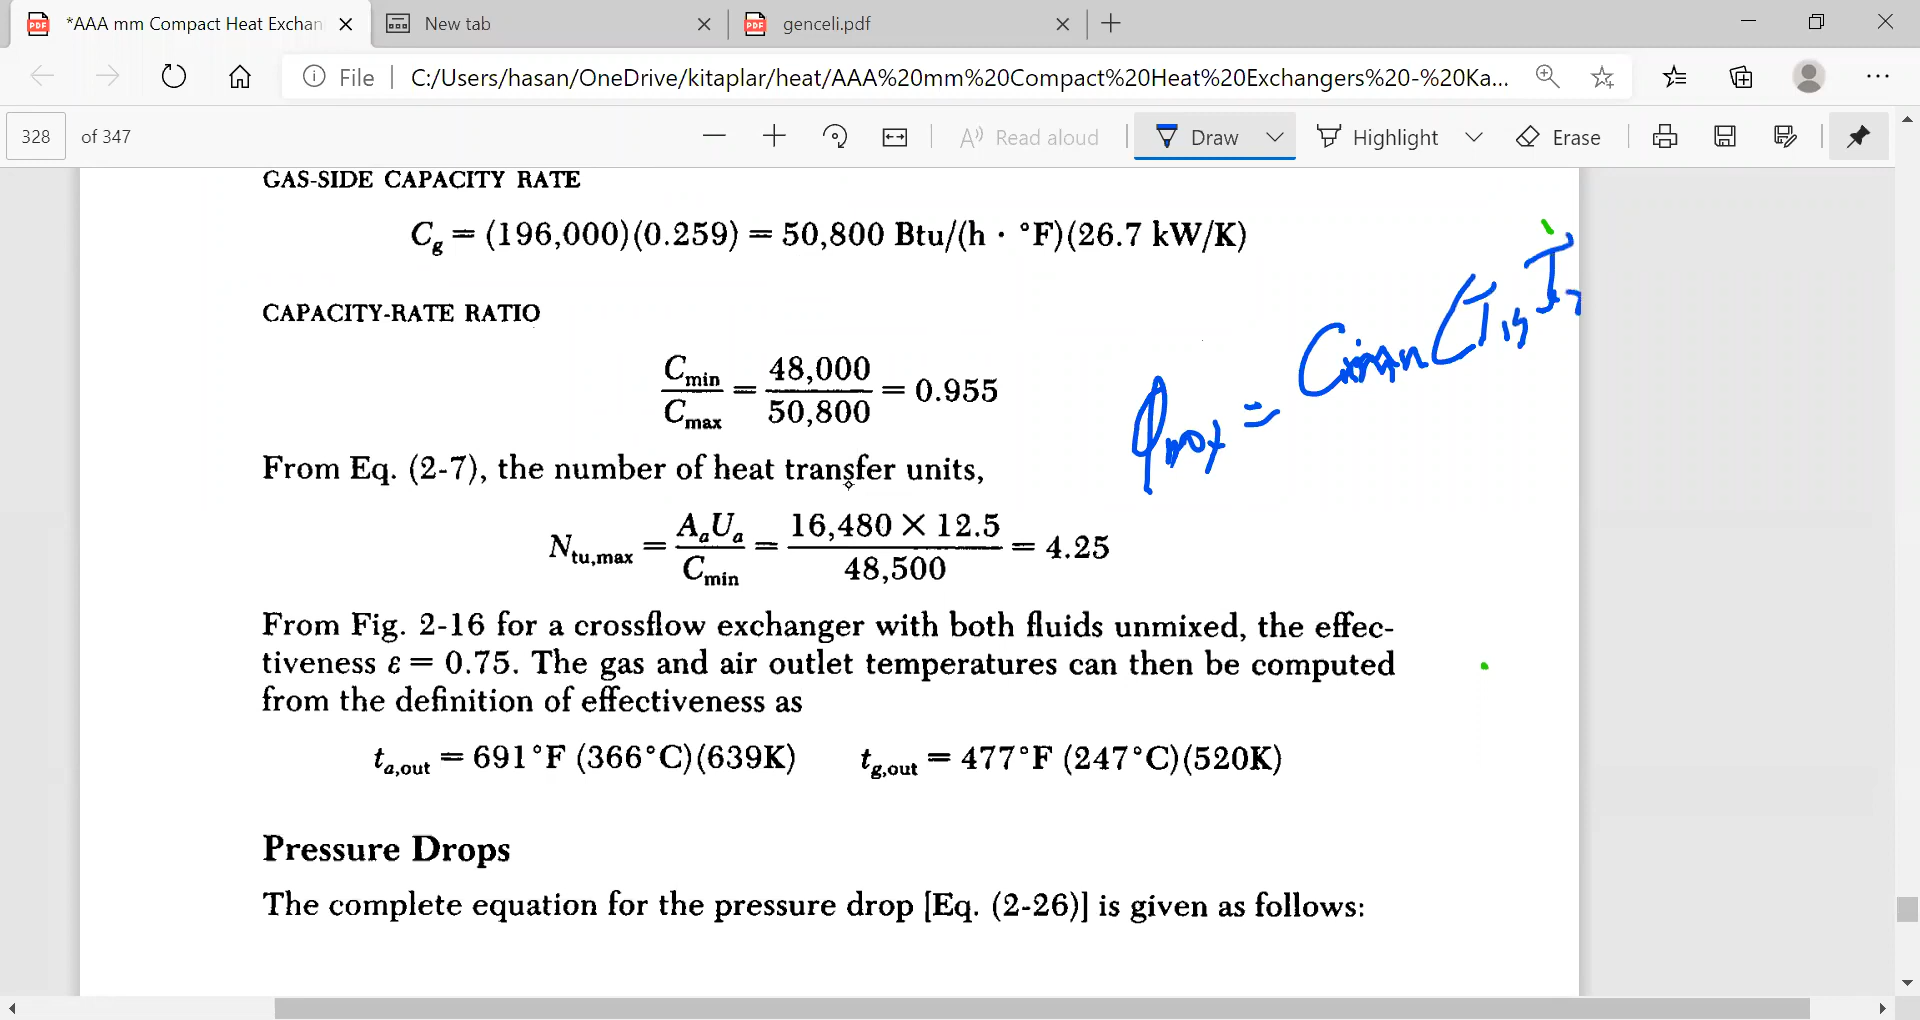 *AAA mm Compact Heat Exchan
New tab
genceli.pdf
File
C:/Users/hasan/OneDrive/kitaplar/heat/AAA%20mm%20Compact%20Heat%20Exchangers%20-%20Ka...
328 of 347
Read aloud
Draw
Highlight
Erase
GAS-SIDE CAPACITY RATE
C_g = (196,000)(0.259) = 50,800 Btu/(h · °F)(26.7 kW/K)
CAPACITY-RATE RATIO
C_min / C_max = 48,000 / 50,800 = 0.955
From Eq. (2-7), the number of heat transfer units,
N_tu,max = A_aU_a / C_min = 16,480 × 12.5 / 48,500 = 4.25
From Fig. 2-16 for a crossflow exchanger with both fluids unmixed, the effec-
tiveness ε = 0.75. The gas and air outlet temperatures can then be computed
from the definition of effectiveness as
t_a,out = 691°F (366°C)(639K) t_g,out = 477°F (247°C)(520K)
Pressure Drops
The complete equation for the pressure drop [Eq. (2-26)] is given as follows: